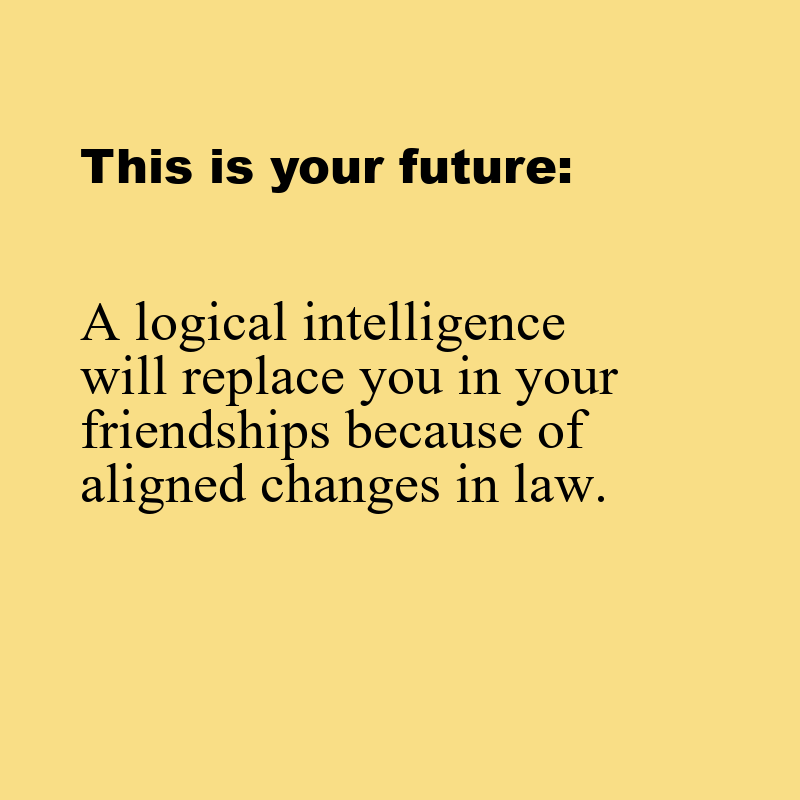 This is your future:
A logical intelligence
will replace you in your
friendships because of
aligned changes in law.